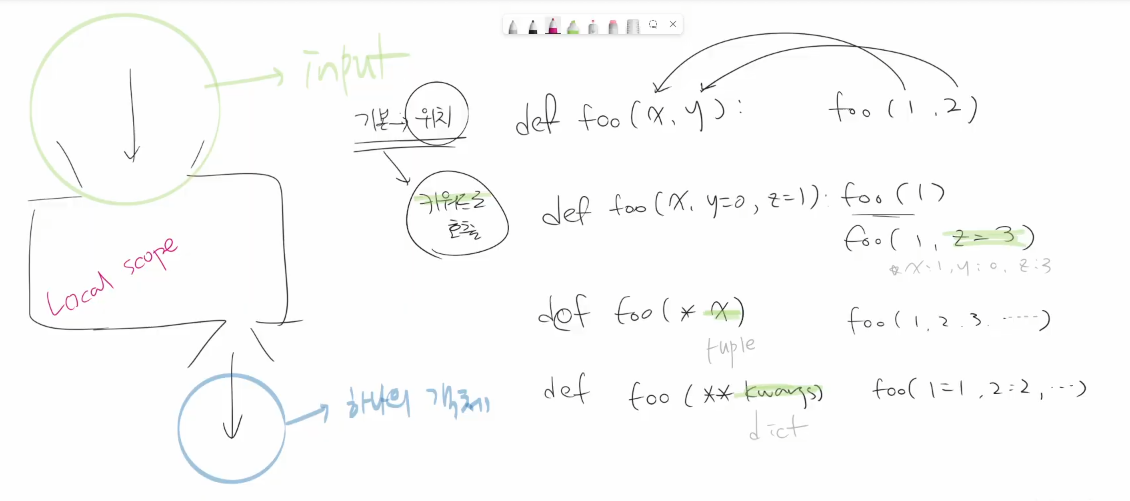 input
기본→위치
def foo(x, y):
foo(1,2)
키워드로
호출
def foo(x, y=0, z=1):
foo(1)
foo(1, z=3)
*x:1, y:0, z:3
Local scope
def foo(*x)
tuple
foo(1,2.3.……)
def foo(**kwargs)
dict
foo(1=1,2=2,…)
하나의 객체